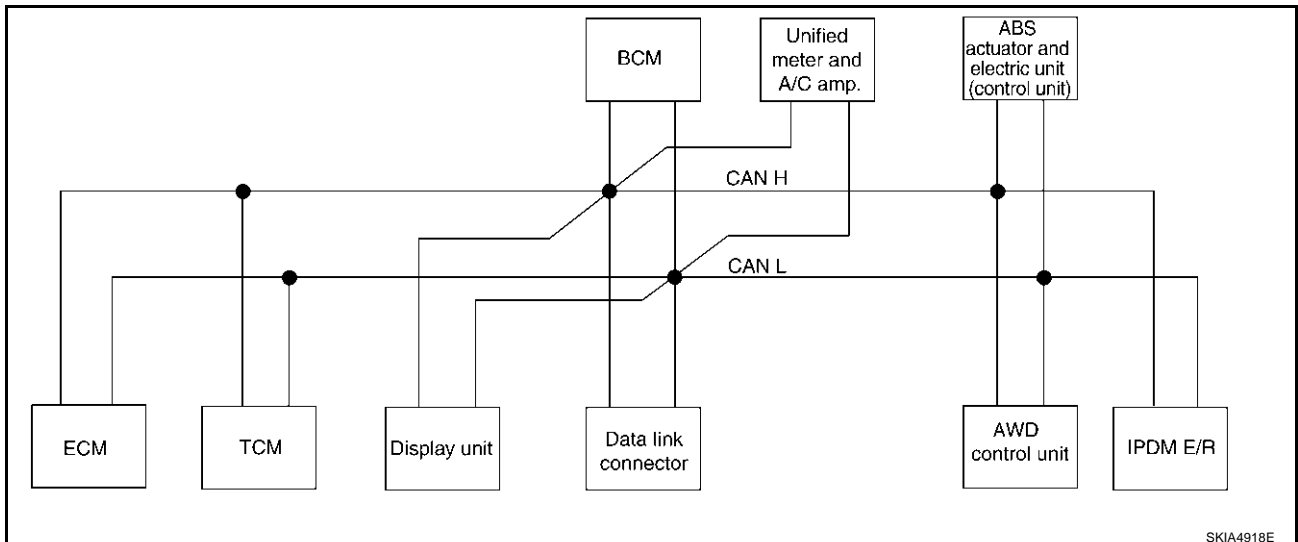 BCM
Unified
meter and
A/C amp.
ABS
actuator and
electric unit
(control unit)
CAN H
CAN L
ECM
TCM
Display unit
Data link
connector
AWD
control unit
IPDM E/R
SKIA4918E